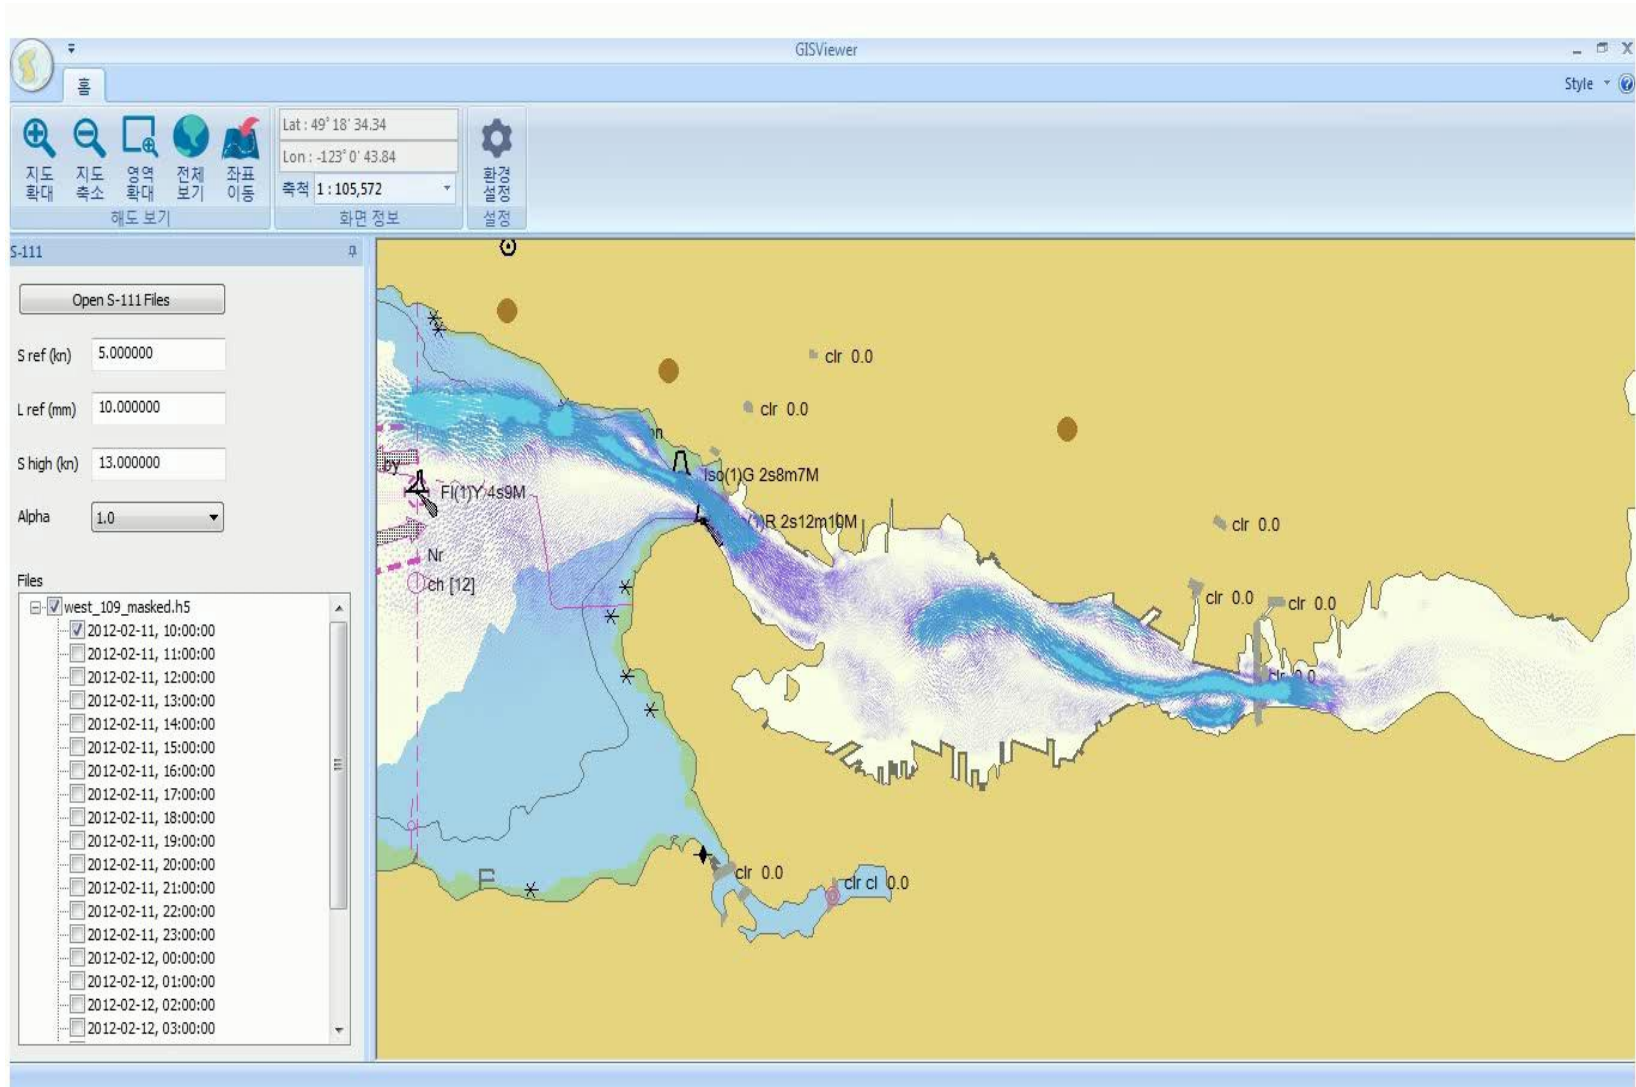 GISViewer
홈
Style
Lat : 49° 18' 34.34
Lon : -123° 0' 43.84
축척 1 : 105,572
지도 확대
지도 축소
영역 확대
전체 보기
좌표 이동
환경 설정
해도 보기
화면 정보
설정
S-111
Open S-111 Files
S ref (kn) 5.000000
L ref (mm) 10.000000
S high (kn) 13.000000
Alpha 1.0
Files
west_109_masked.h5
2012-02-11, 10:00:00
2012-02-11, 11:00:00
2012-02-11, 12:00:00
2012-02-11, 13:00:00
2012-02-11, 14:00:00
2012-02-11, 15:00:00
2012-02-11, 16:00:00
2012-02-11, 17:00:00
2012-02-11, 18:00:00
2012-02-11, 19:00:00
2012-02-11, 20:00:00
2012-02-11, 21:00:00
2012-02-11, 22:00:00
2012-02-11, 23:00:00
2012-02-12, 00:00:00
2012-02-12, 01:00:00
2012-02-12, 02:00:00
2012-02-12, 03:00:00
clr 0.0
clr 0.0
by
Iso(1)G 2s8m7M
Fl(1)Y 4s9M
R 2s12m10M
clr 0.0
Nr
ch [12]
clr 0.0
clr 0.0
clr 0.0
clr 0.0
clr cl 0.0